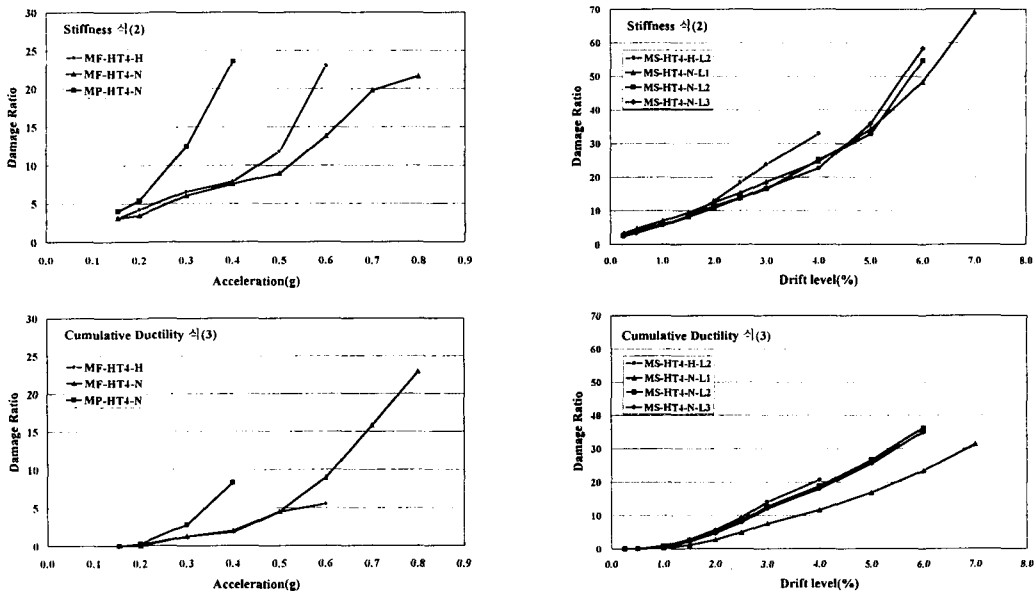 Stiffness 식(2)
MF-HT4-H
MF-HT4-N
MP-HT4-N
Damage Ratio
30
25
20
15
10
5
0
0.0 0.1 0.2 0.3 0.4 0.5 0.6 0.7 0.8 0.9
Acceleration(g)
Stiffness 식(2)
MS-HT4-H-L2
MS-HT4-N-L1
MS-HT4-N-L2
MS-HT4-N-L3
Damage Ratio
70
60
50
40
30
20
10
0
0.0 1.0 2.0 3.0 4.0 5.0 6.0 7.0 8.0
Drift level(%)
Cumulative Ductility 식(3)
MF-HT4-H
MF-HT4-N
MP-HT4-N
Damage Ratio
30
25
20
15
10
5
0
0.0 0.1 0.2 0.3 0.4 0.5 0.6 0.7 0.8 0.9
Acceleration(g)
Cumulative Ductility 식(3)
MS-HT4-H-L2
MS-HT4-N-L1
MS-HT4-N-L2
MS-HT4-N-L3
Damage Ratio
70
60
50
40
30
20
10
0
0.0 1.0 2.0 3.0 4.0 5.0 6.0 7.0 8.0
Drift level(%)